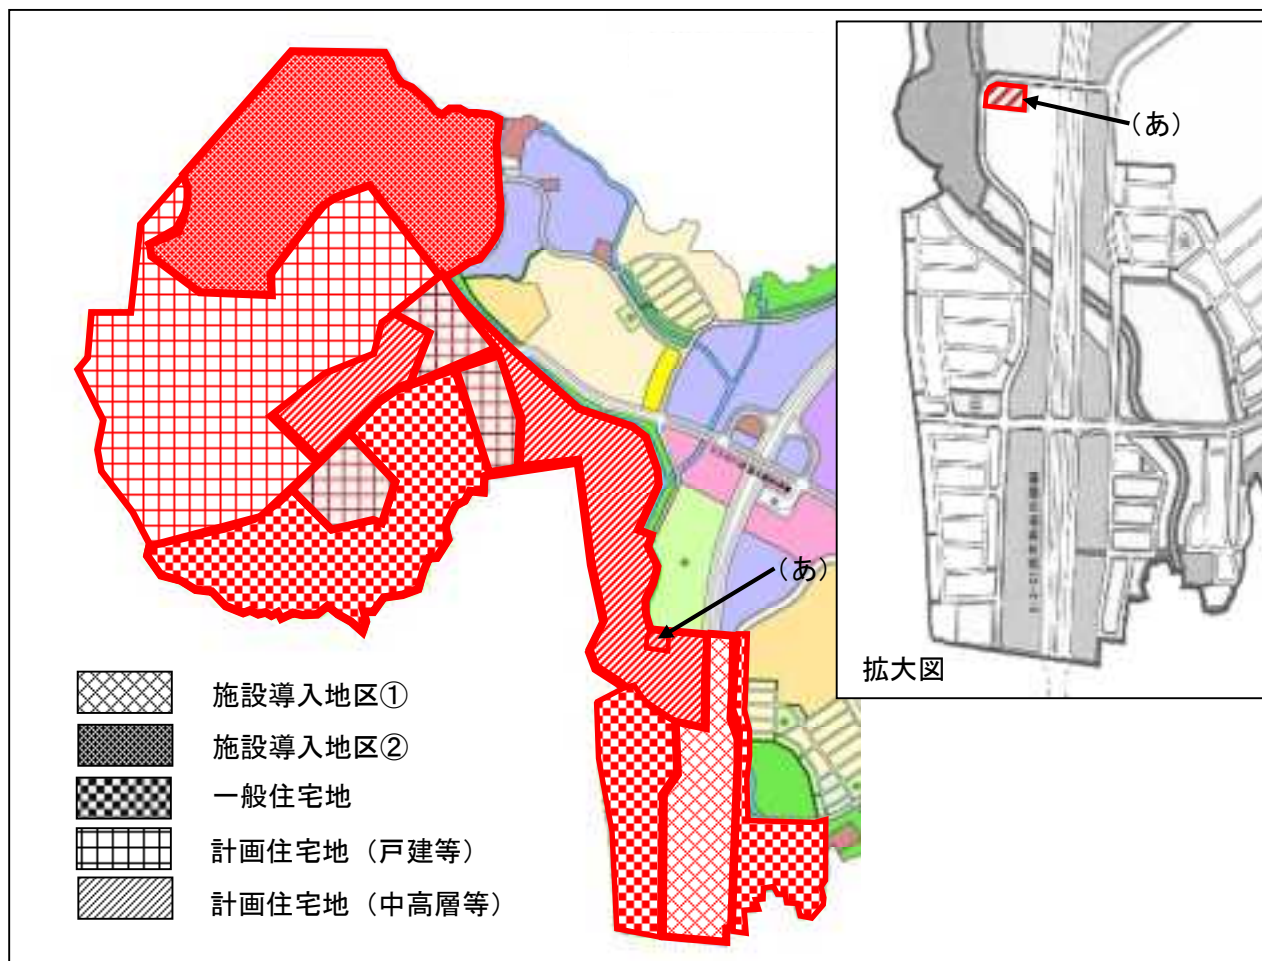 (あ)
拡大図
(あ)
施設導入地区①
施設導入地区②
一般住宅地
計画住宅地（戸建等）
計画住宅地（中高層等）